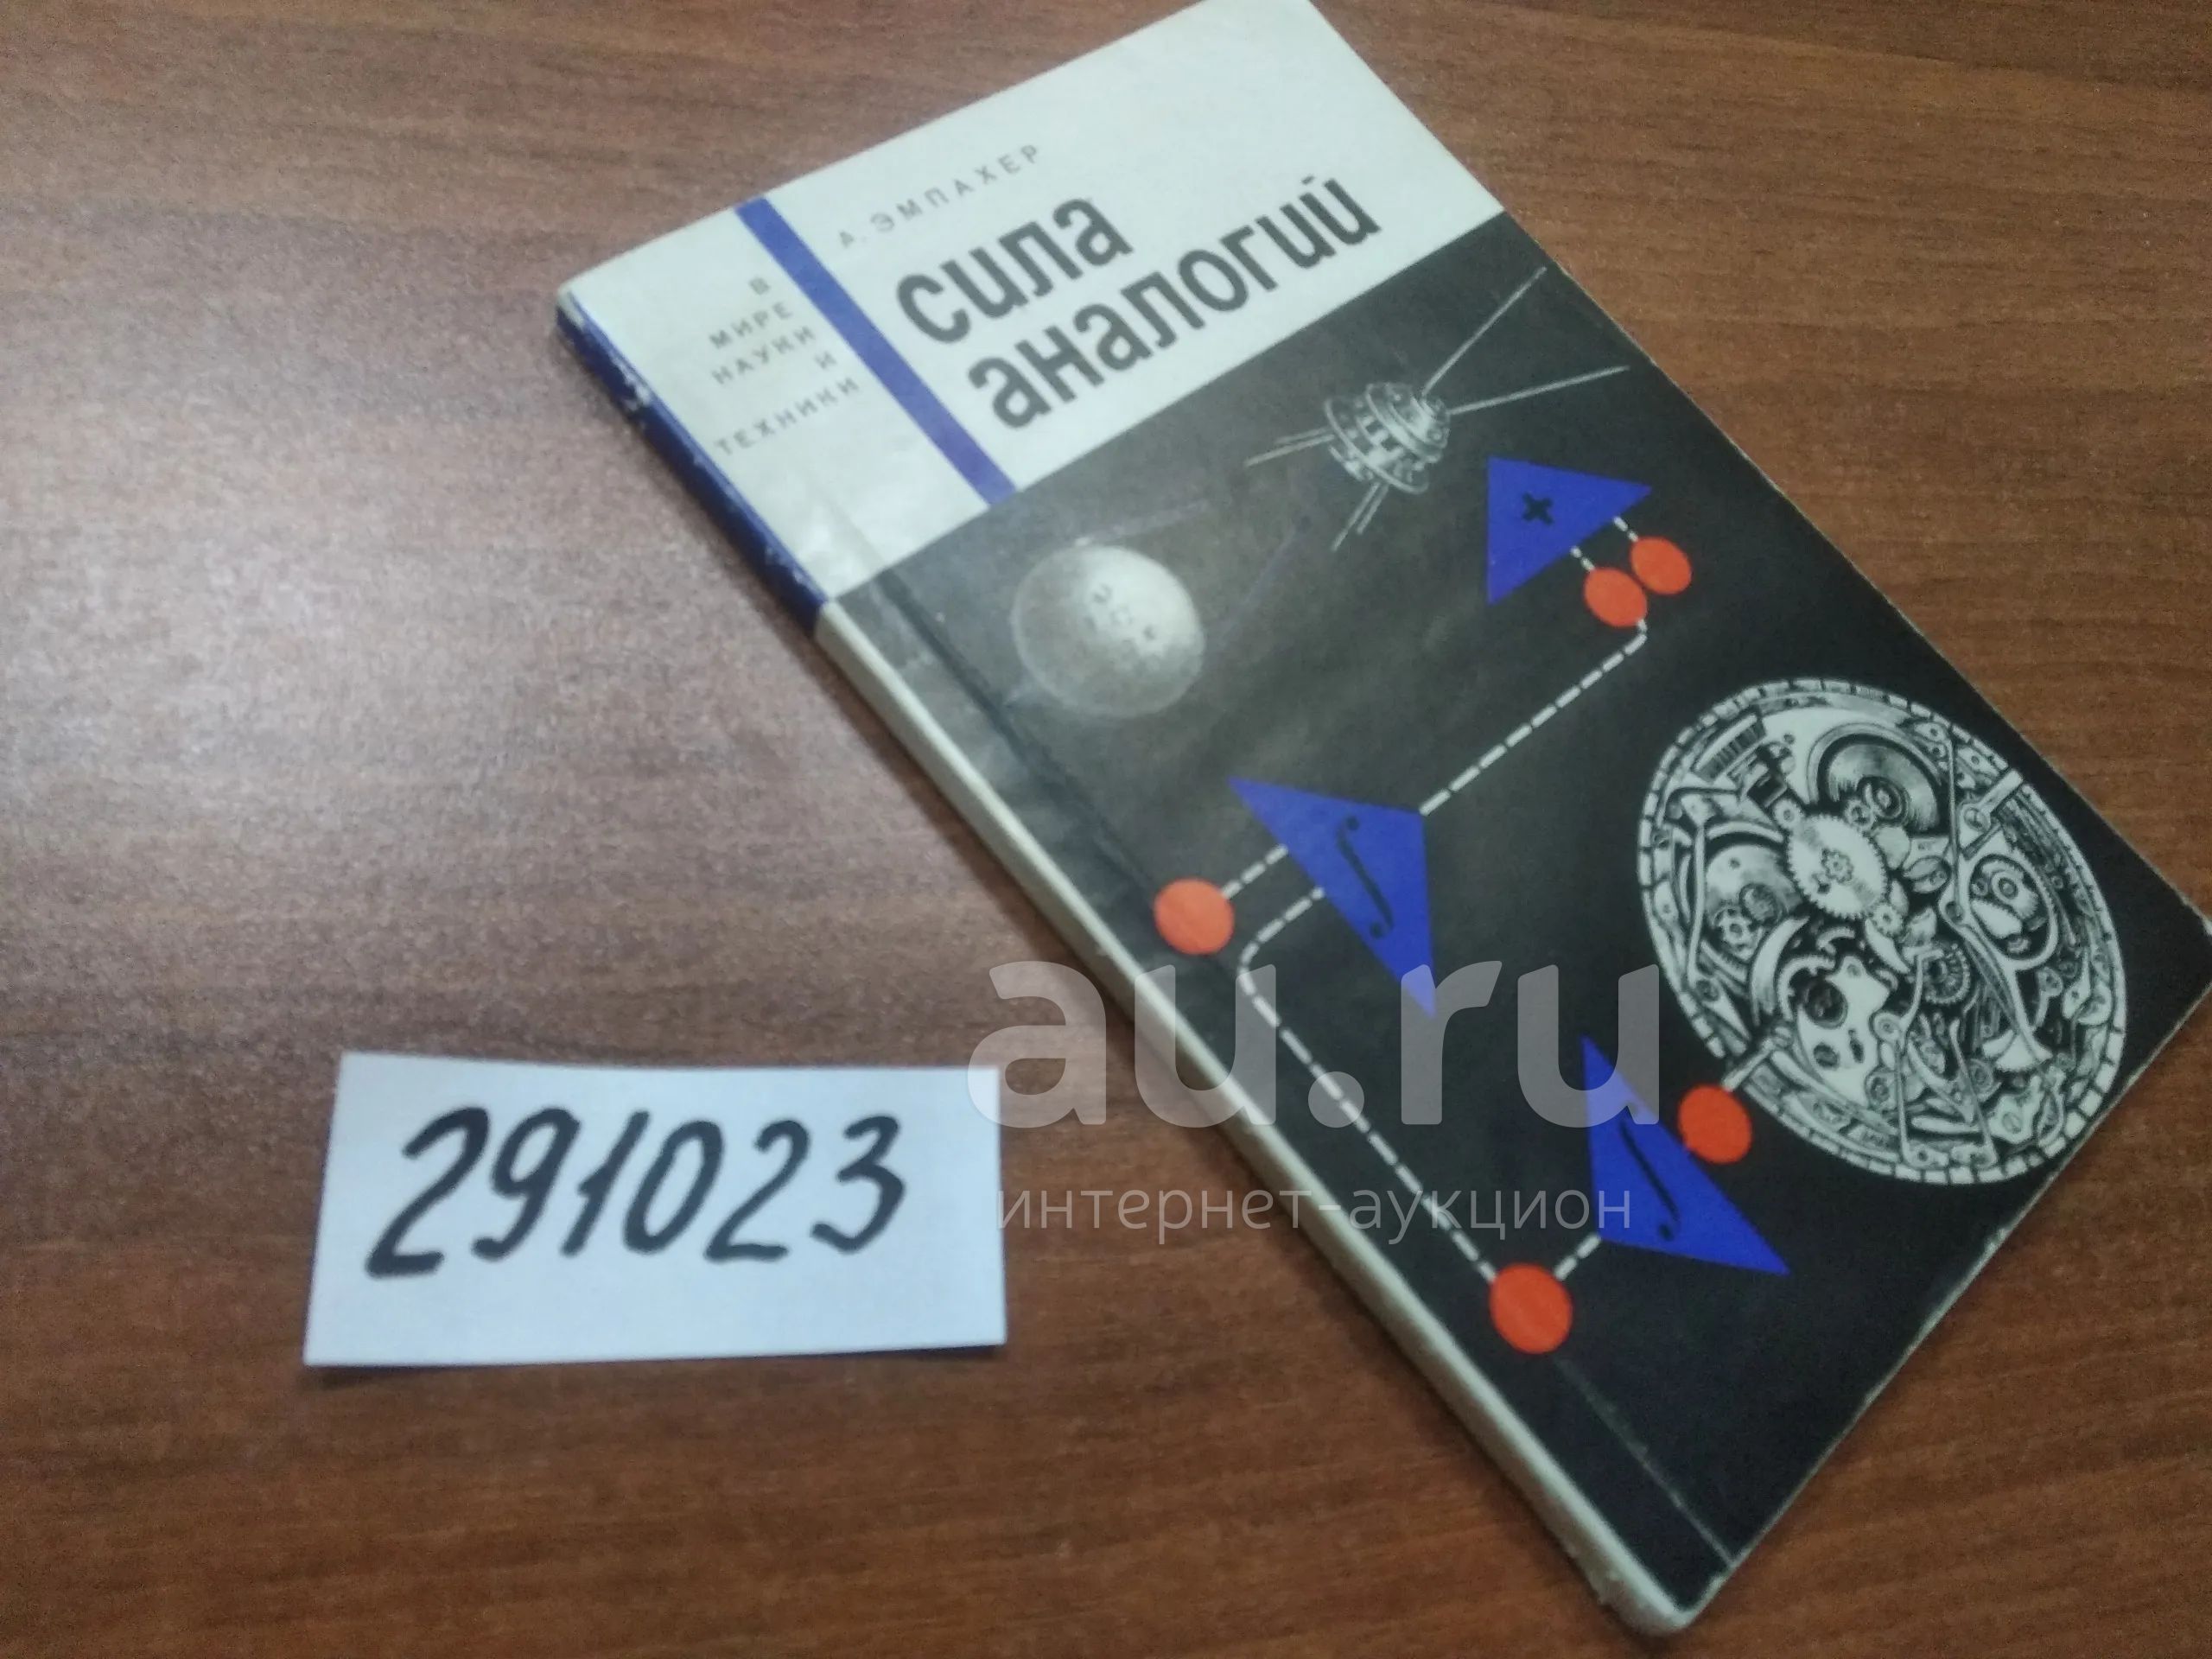 А. ЭМПАХЕР
сила
аналогий
В
МИРЕ
НАУКИ
И
ТЕХНИКИ
+
∫
∫
291023
au.ru
интернет-аукцион